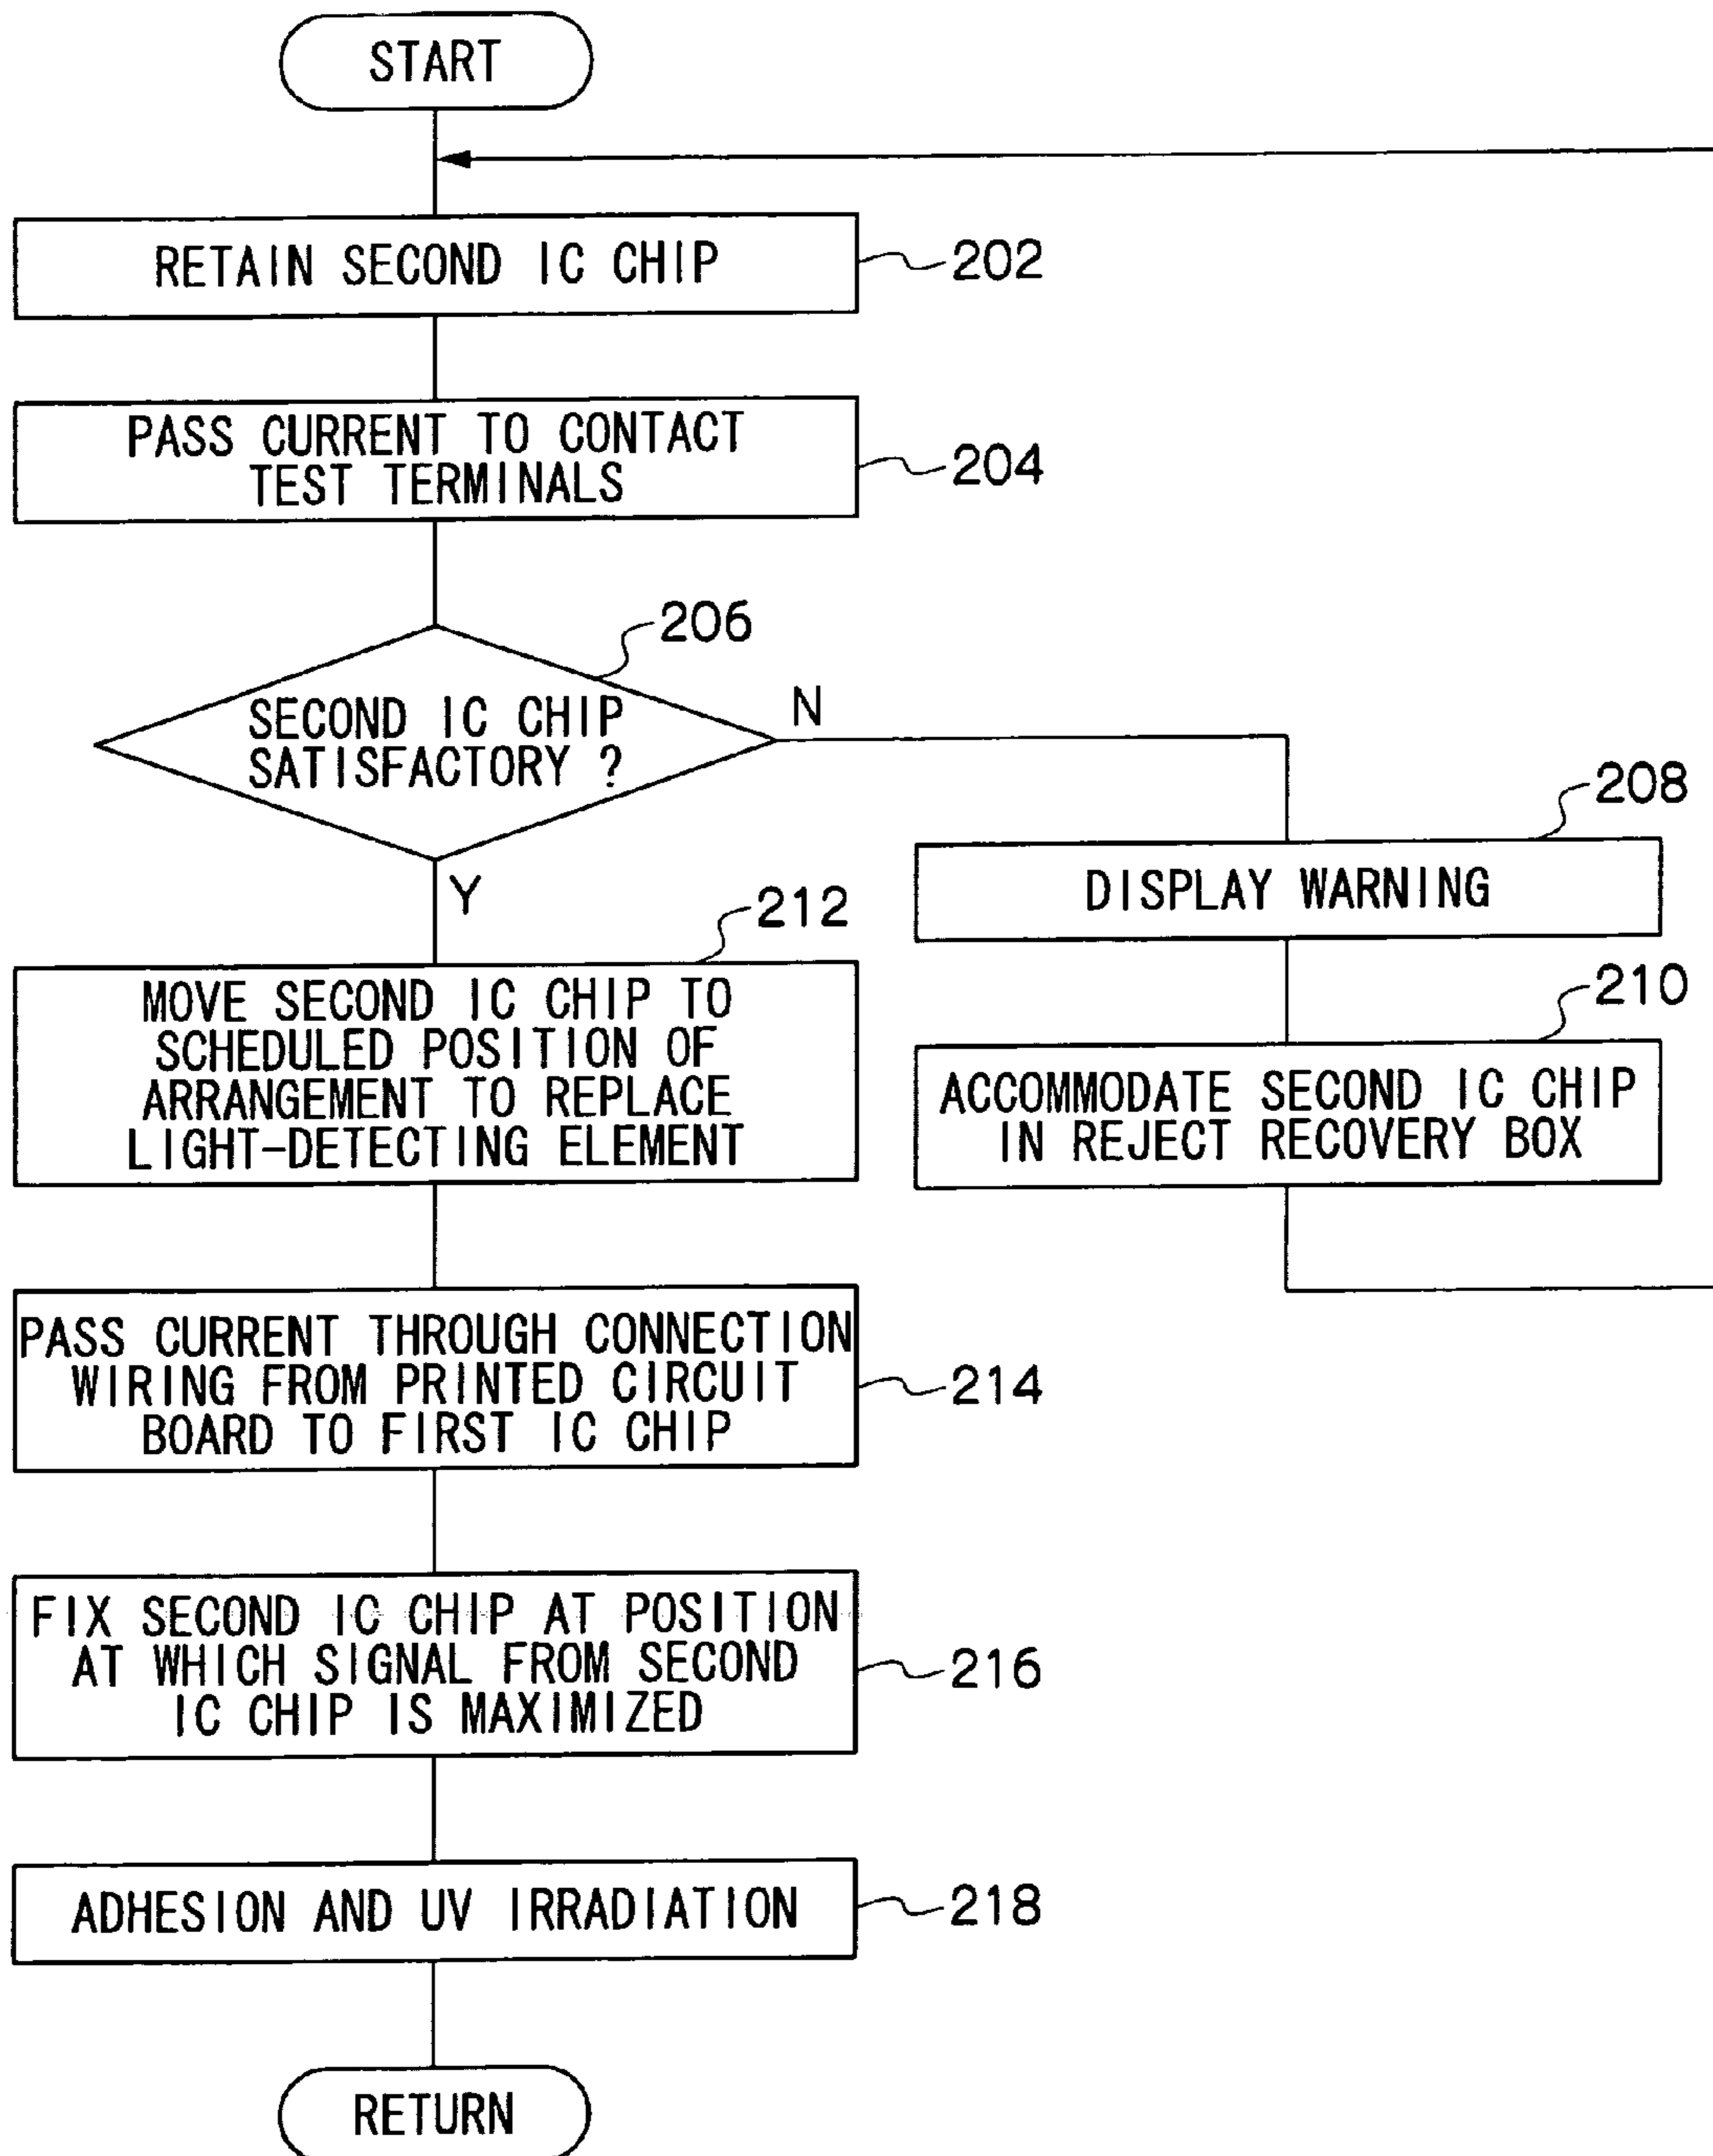 START
RETAIN SECOND IC CHIP
202
PASS CURRENT TO CONTACT
TEST TERMINALS
204
206
SECOND IC CHIP
SATISFACTORY ?
N
Y
208
DISPLAY WARNING
210
ACCOMMODATE SECOND IC CHIP
IN REJECT RECOVERY BOX
212
MOVE SECOND IC CHIP TO
SCHEDULED POSITION OF
ARRANGEMENT TO REPLACE
LIGHT-DETECTING ELEMENT
PASS CURRENT THROUGH CONNECTION
WIRING FROM PRINTED CIRCUIT
BOARD TO FIRST IC CHIP
214
FIX SECOND IC CHIP AT POSITION
AT WHICH SIGNAL FROM SECOND
IC CHIP IS MAXIMIZED
216
ADHESION AND UV IRRADIATION
218
RETURN